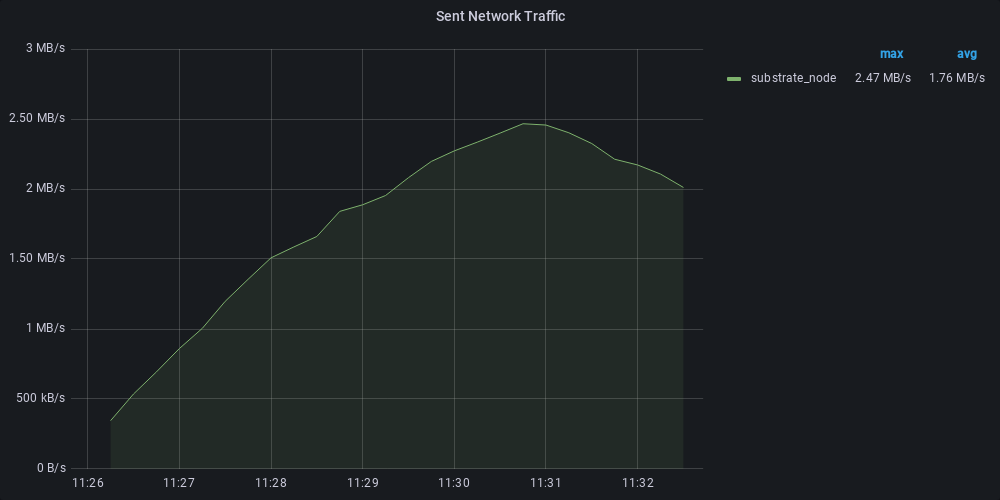 Sent Network Traffic
3 MB/s
2.50 MB/s
2 MB/s
1.50 MB/s
1 MB/s
500 kB/s
0 B/s
11:26 11:27 11:28 11:29 11:30 11:31 11:32
max avg
substrate_node 2.47 MB/s 1.76 MB/s